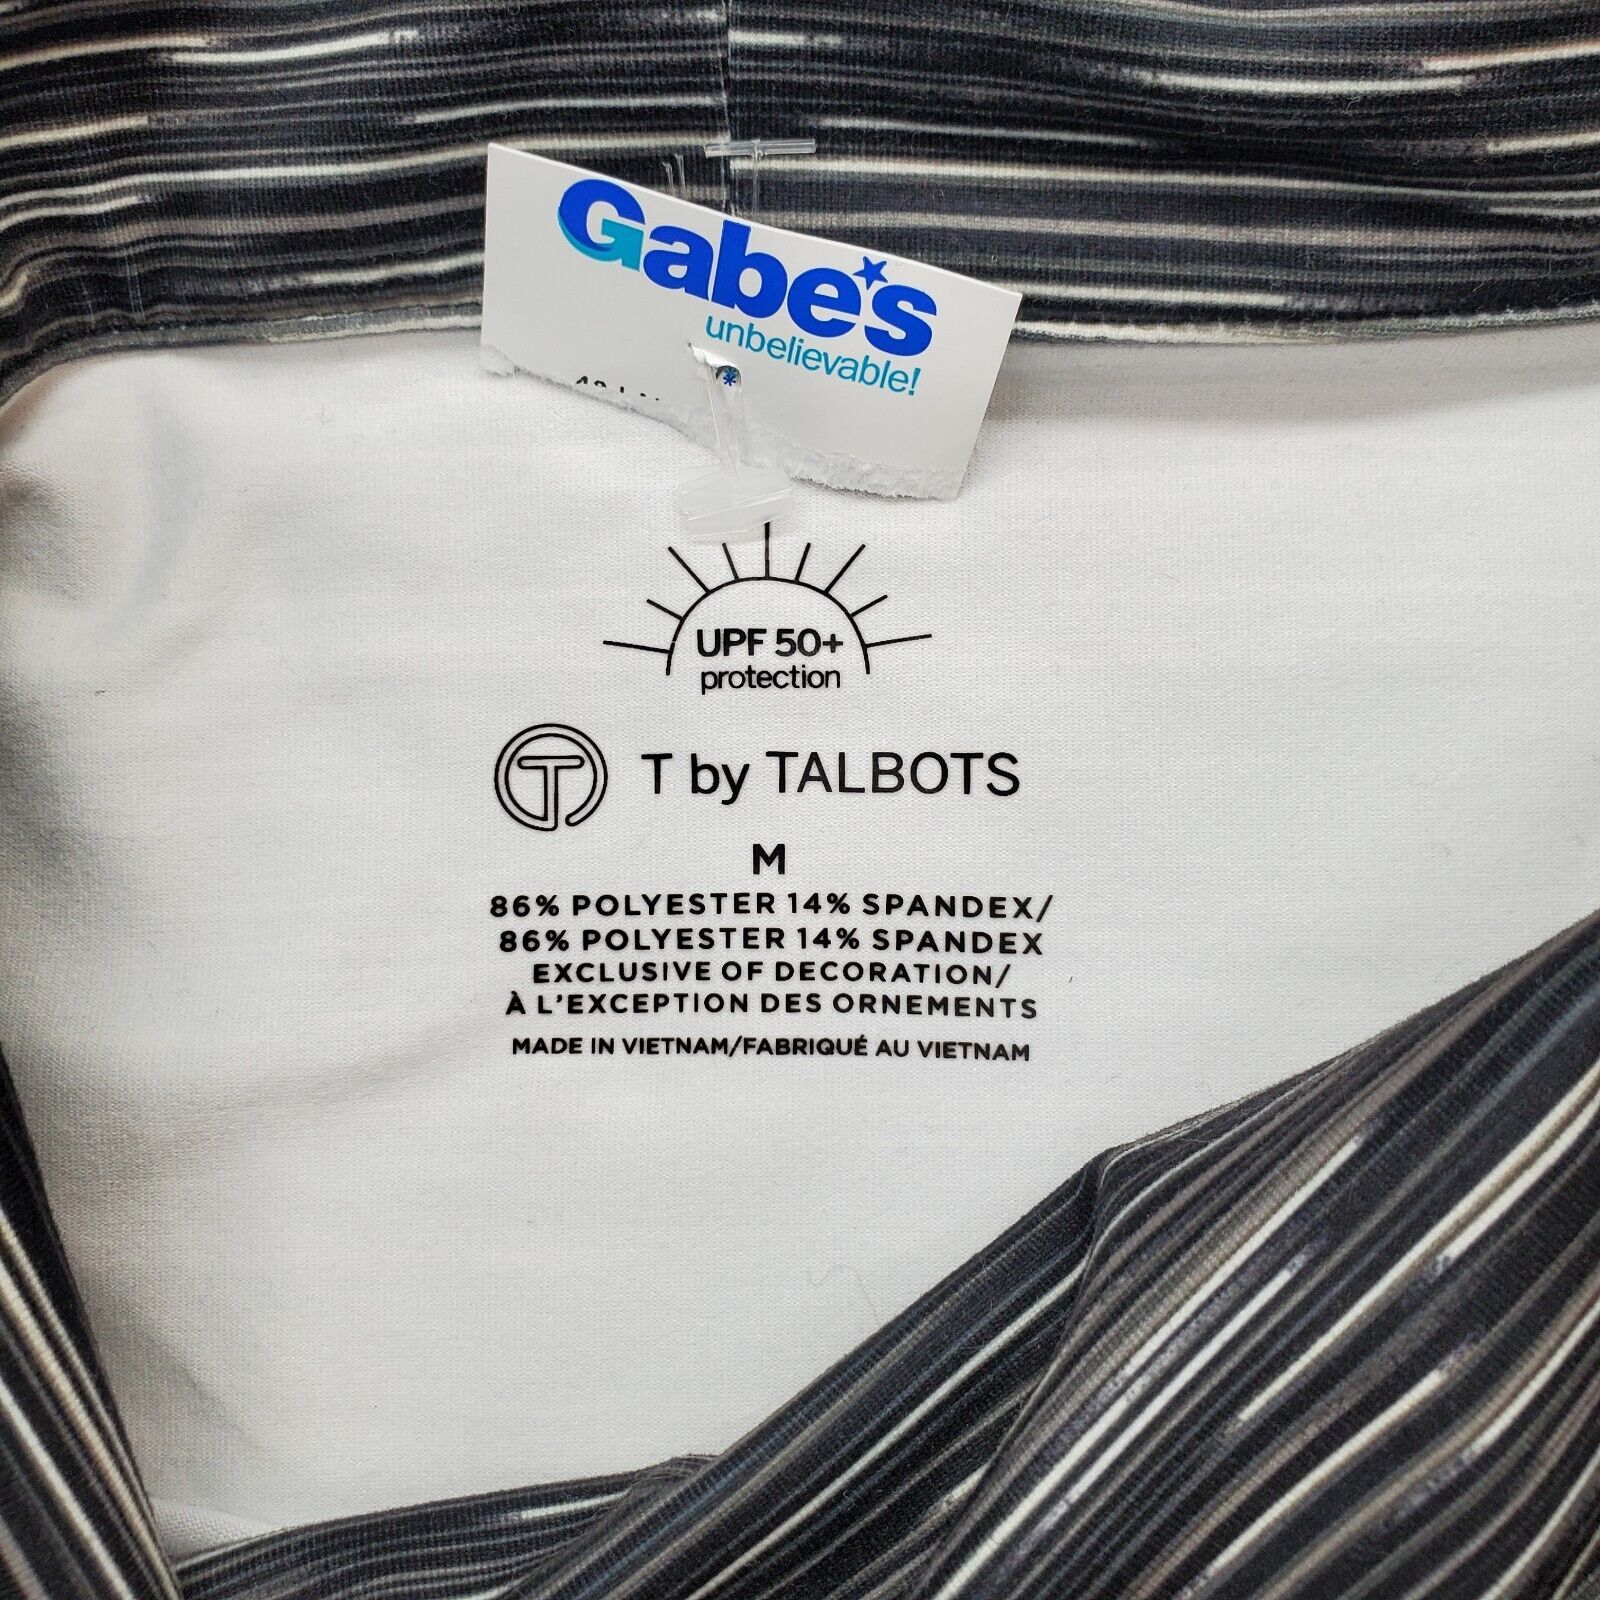 Gabe's
unbelievable!
UPF 50+
protection
T by TALBOTS
M
86% POLYESTER 14% SPANDEX/
86% POLYESTER 14% SPANDEX
EXCLUSIVE OF DECORATION/
À L'EXCEPTION DES ORNEMENTS
MADE IN VIETNAM/FABRIQUÉ AU VIETNAM